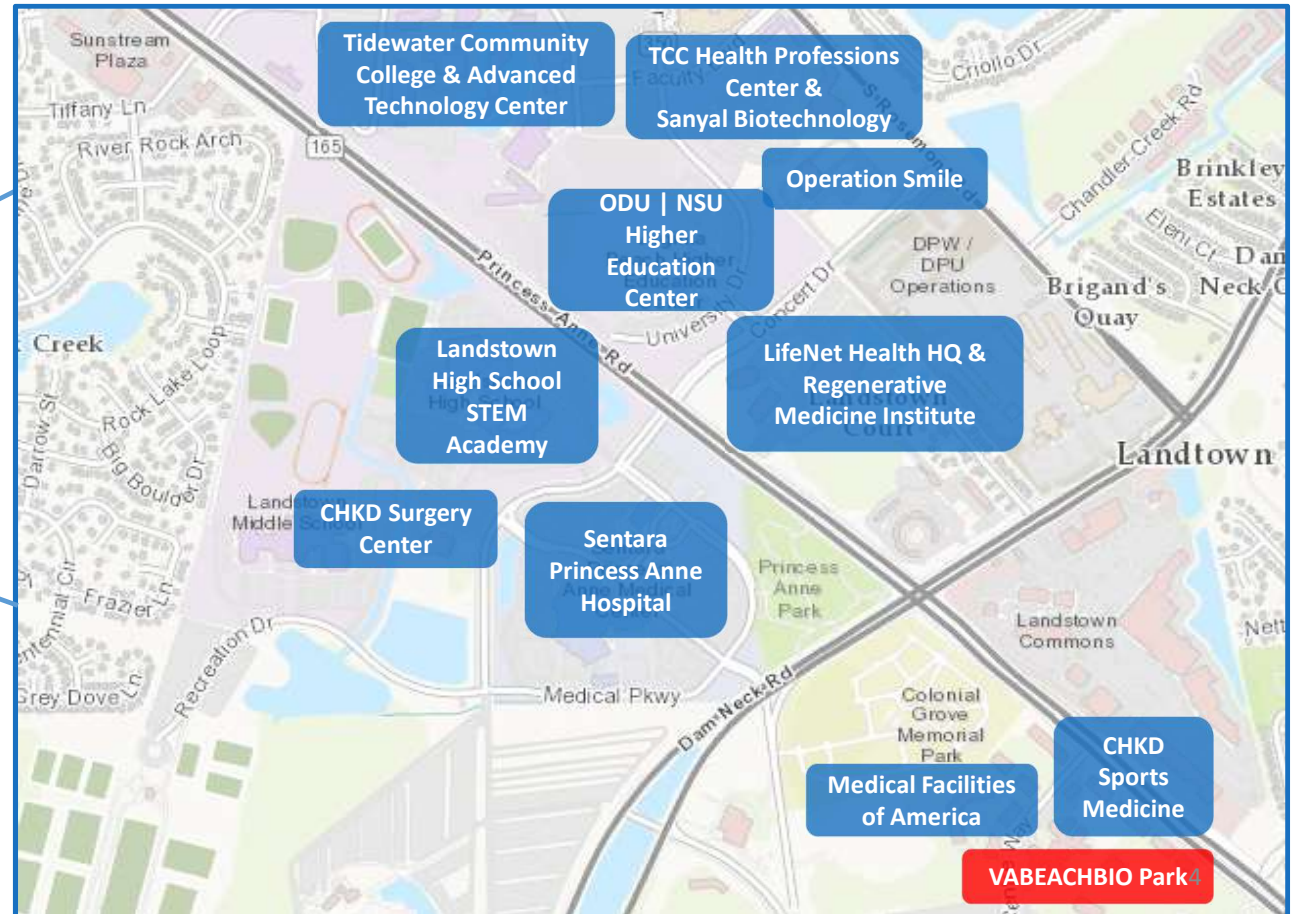 Sunstream
Plaza
Tiffany Ln
River Rock Arch
165
Tidewater Community
College & Advanced
Technology Center
TCC Health Professions
Center &
Sanyal Biotechnology
Criollo Dr
Chandler Creek Rd
Brinkley
Estates
Operation Smile
ODU | NSU
Higher
Education
Center
DPW /
DPU
Operations
Brigand's
Quay
Dam
Neck
Princess Anne Rd
University Dr
Concert Dr
Creek
Rock Lake Loop
Darrow St
Big Boulder Dr
Landstown
High School
STEM
Academy
LifeNet Health HQ &
Regenerative
Medicine Institute
Court
Landtown
Landstown
Middle School
CHKD Surgery
Center
Sentara
Princess Anne
Hospital
Princess
Anne
Park
Landstown
Commons
Frazier Ln
Grey Dove Ln
Recreation Dr
Medical Pkwy
Dam Neck Rd
Colonial
Grove
Memorial
Park
CHKD
Sports
Medicine
Medical Facilities
of America
VABEACHBIO Park
4